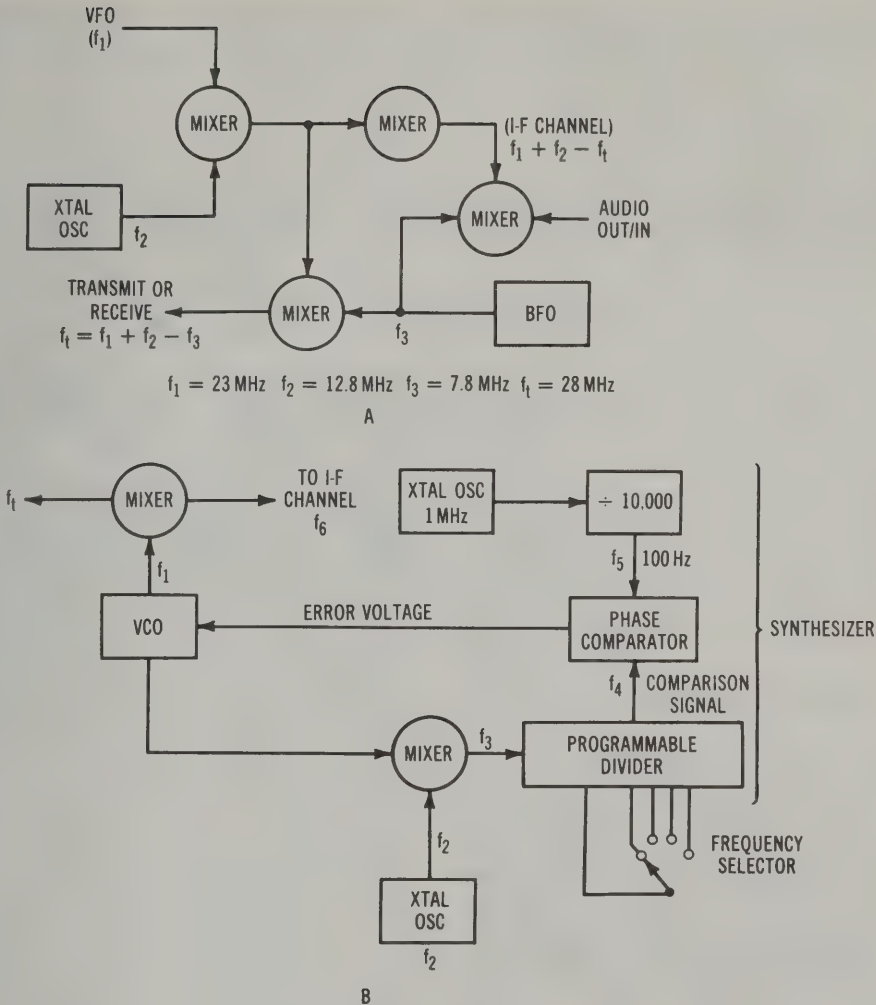 VFO
(f₁)
MIXER
MIXER
(I-F CHANNEL)
f₁ + f₂ − fₜ
XTAL
OSC
f₂
MIXER
AUDIO
OUT/IN
TRANSMIT OR
RECEIVE
fₜ = f₁ + f₂ − f₃
MIXER
f₃
BFO
f₁ = 23 MHz f₂ = 12.8 MHz f₃ = 7.8 MHz fₜ = 28 MHz
A
fₜ
MIXER
TO I-F
CHANNEL
f₆
XTAL OSC
1 MHz
÷ 10,000
f₁
f₅ 100 Hz
VCO
ERROR VOLTAGE
PHASE
COMPARATOR
SYNTHESIZER
f₄ COMPARISON
SIGNAL
MIXER
f₃
PROGRAMMABLE
DIVIDER
f₂
FREQUENCY
SELECTOR
XTAL
OSC
f₂
B